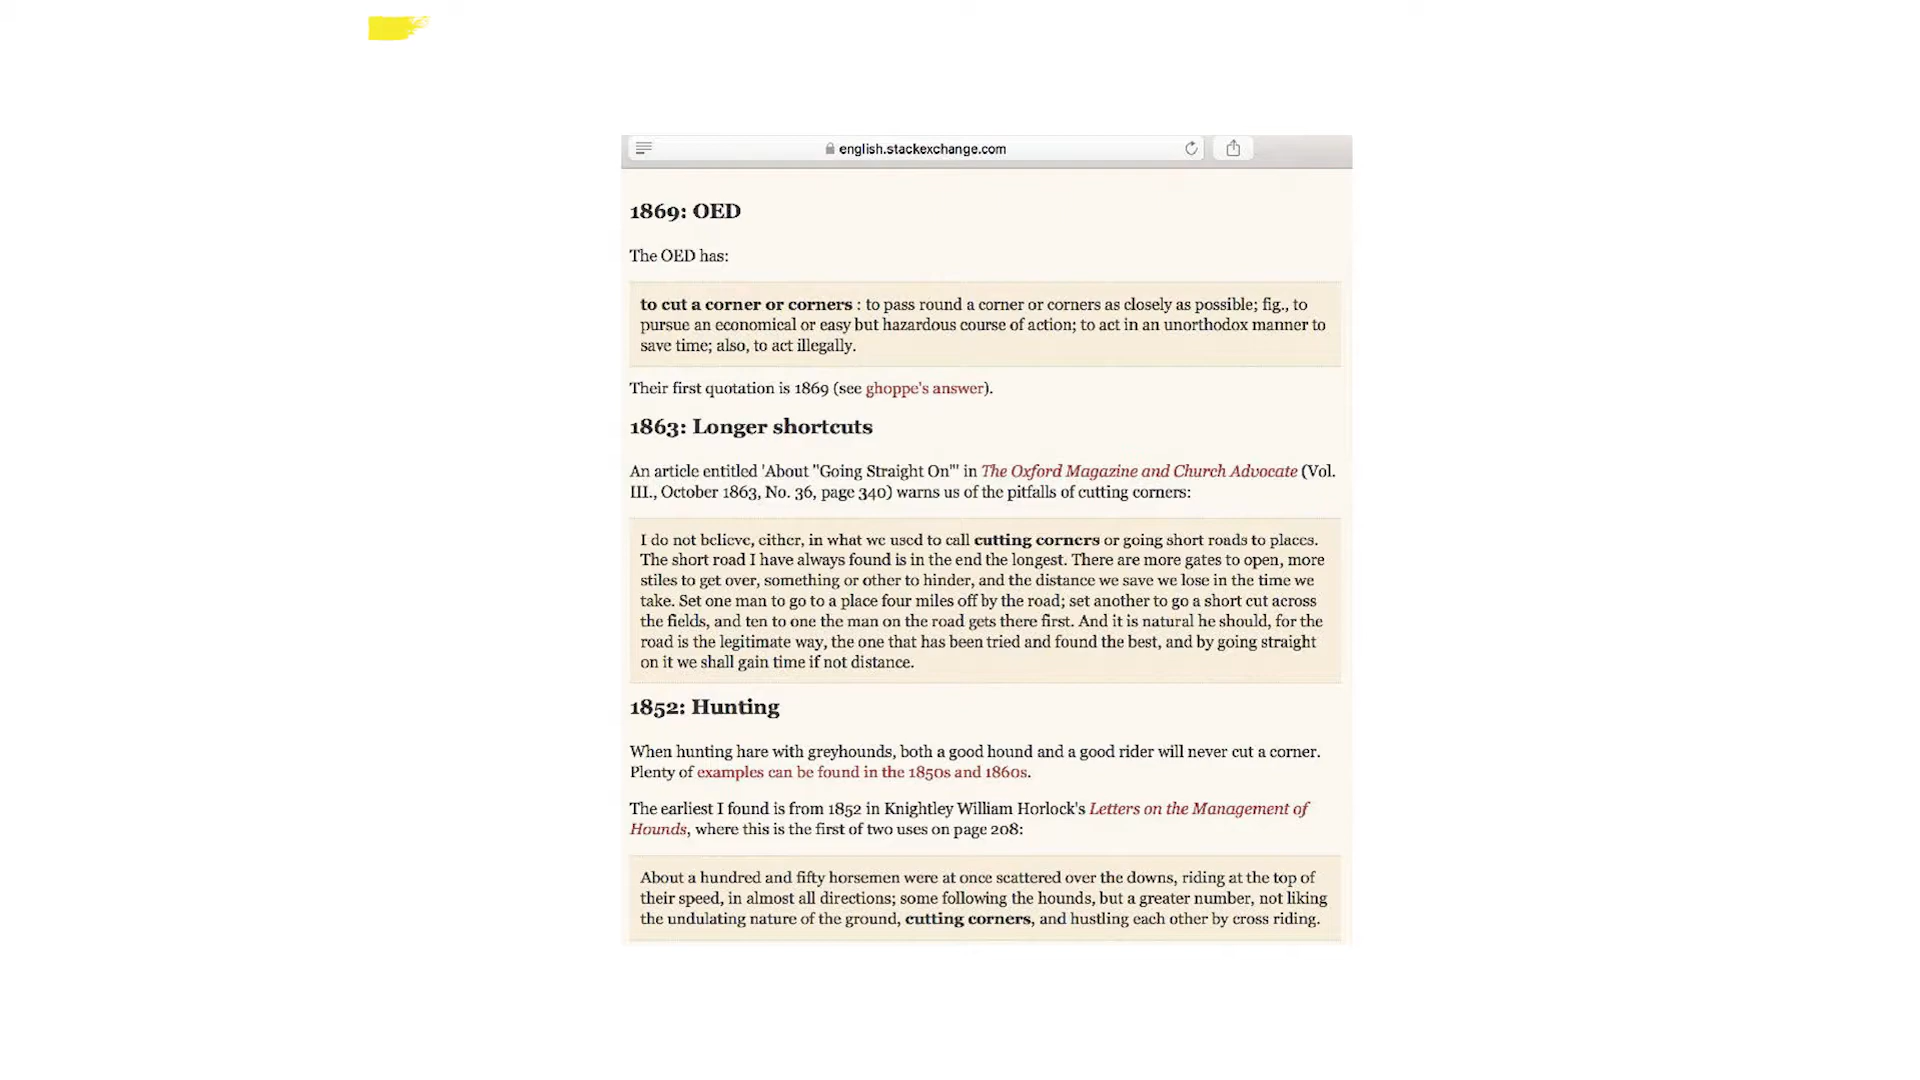 english.stackexchange.com
1869: OED
The OED has:
to cut a corner or corners : to pass round a corner or corners as closely as possible; fig., to
pursue an economical or easy but hazardous course of action; to act in an unorthodox manner to
save time; also, to act illegally.
Their first quotation is 1869 (see ghoppe's answer).
1863: Longer shortcuts
An article entitled 'About "Going Straight On"' in The Oxford Magazine and Church Advocate (Vol.
III., October 1863, No. 36, page 340) warns us of the pitfalls of cutting corners:
I do not believe, either, in what we used to call cutting corners or going short roads to places.
The short road I have always found is in the end the longest. There are more gates to open, more
stiles to get over, something or other to hinder, and the distance we save we lose in the time we
take. Set one man to go to a place four miles off by the road; set another to go a short cut across
the fields, and ten to one the man on the road gets there first. And it is natural he should, for the
road is the legitimate way, the one that has been tried and found the best, and by going straight
on it we shall gain time if not distance.
1852: Hunting
When hunting hare with greyhounds, both a good hound and a good rider will never cut a corner.
Plenty of examples can be found in the 1850s and 1860s.
The earliest I found is from 1852 in Knightley William Horlock's Letters on the Management of
Hounds, where this is the first of two uses on page 208:
About a hundred and fifty horsemen were at once scattered over the downs, riding at the top of
their speed, in almost all directions; some following the hounds, but a greater number, not liking
the undulating nature of the ground, cutting corners, and hustling each other by cross riding.